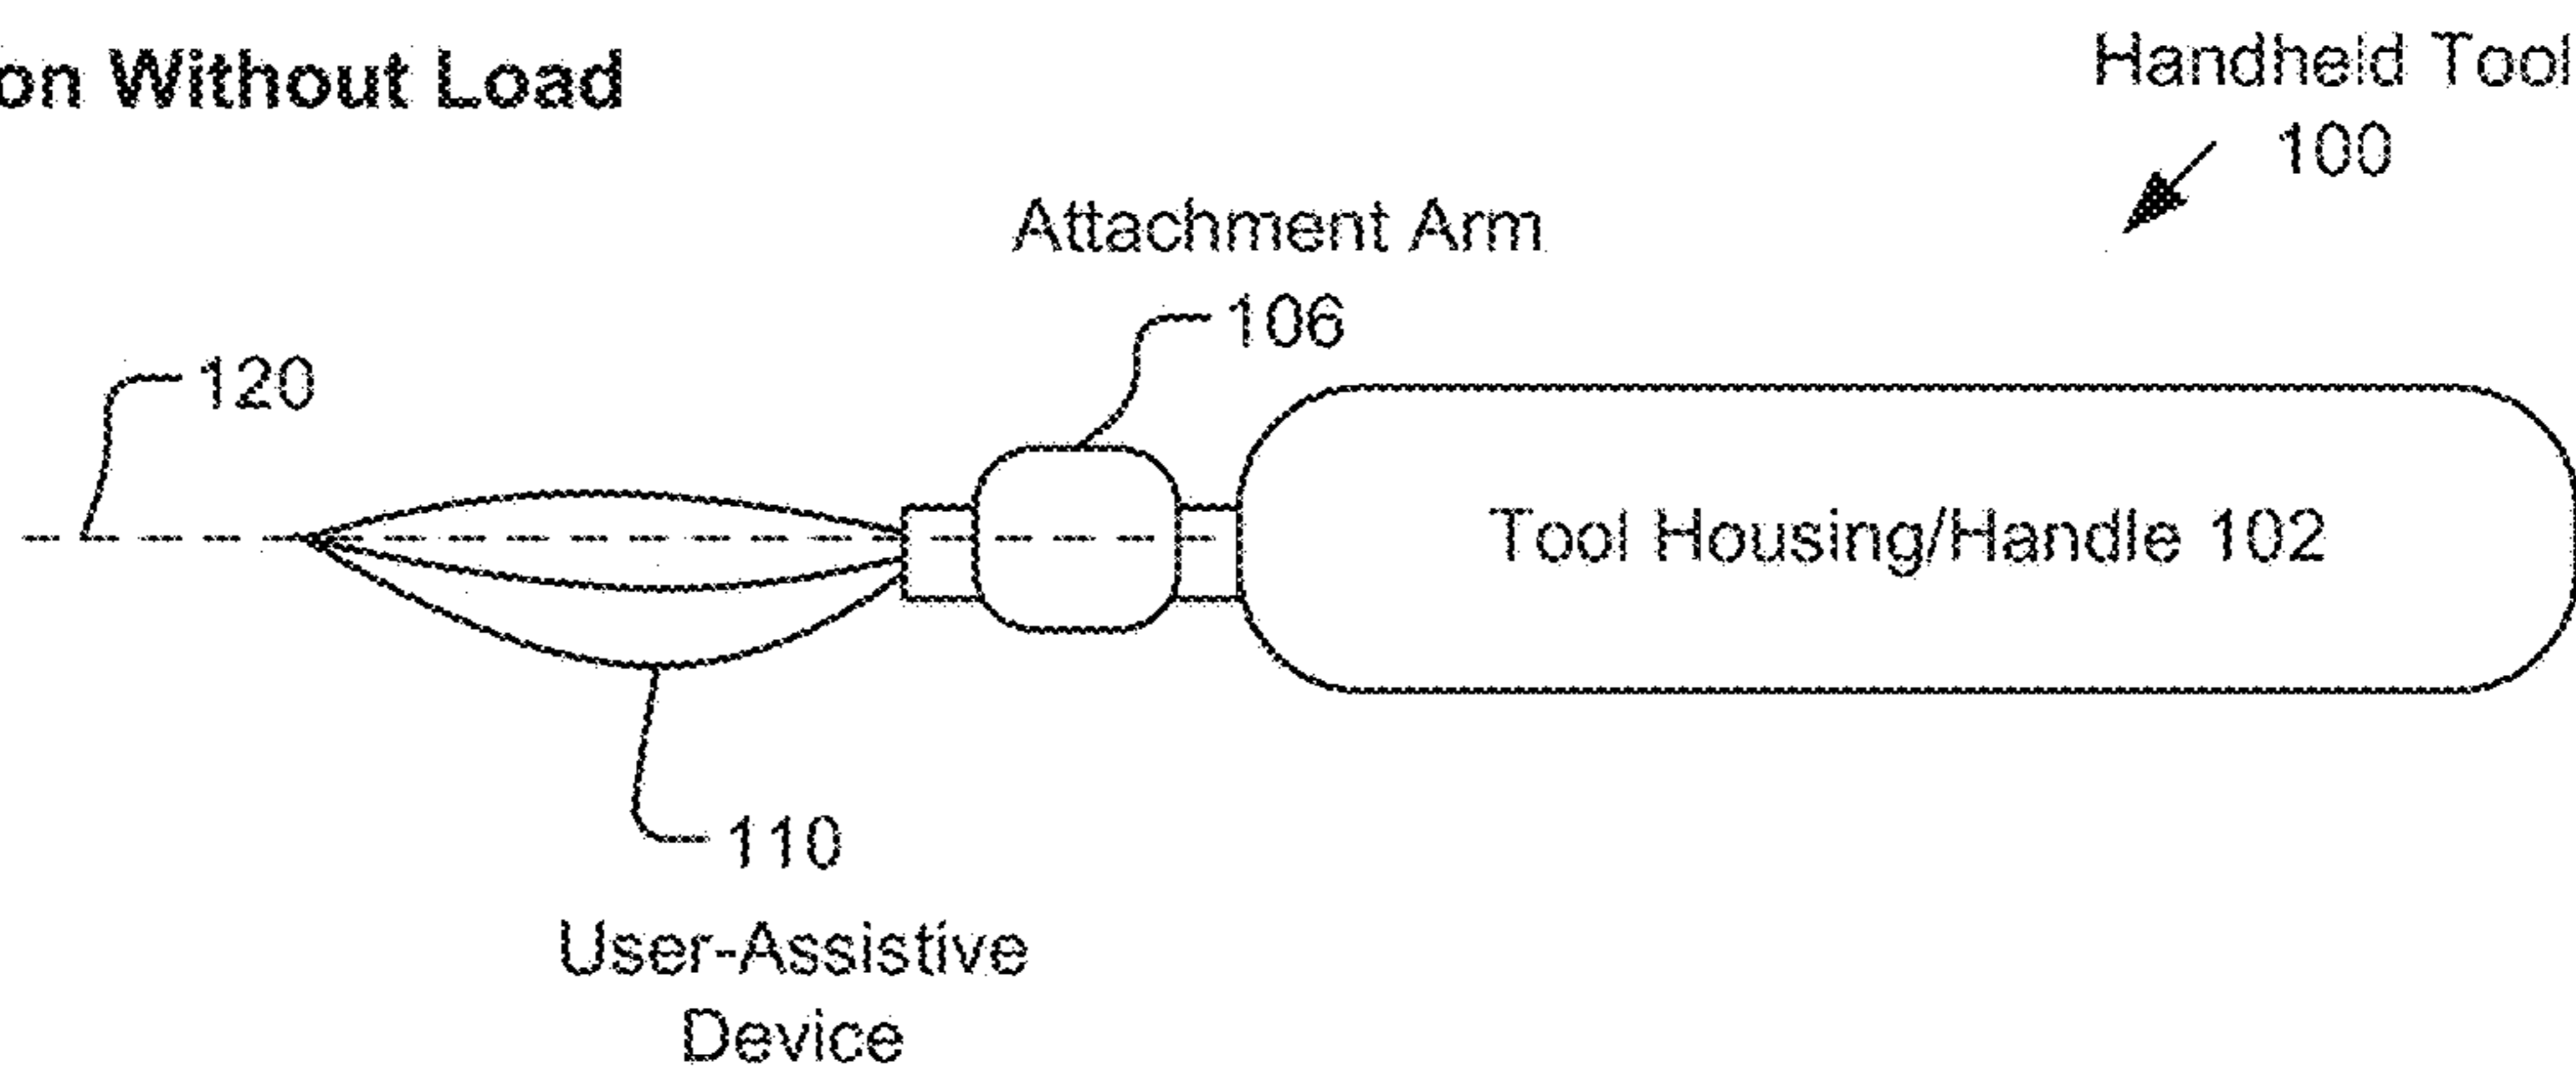 on Without Load
Handheld Tool
100
Attachment Arm
106
120
Tool Housing/Handle 102
110
User-Assistive
Device